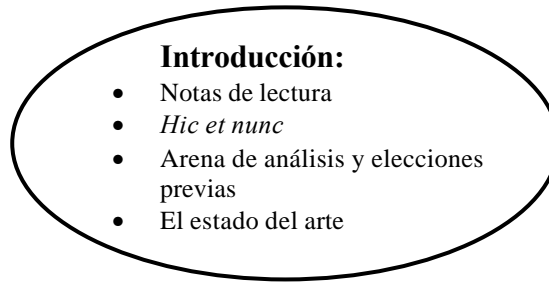 Introducción:
• Notas de lectura
• Hic et nunc
• Arena de análisis y elecciones
previas
• El estado del arte